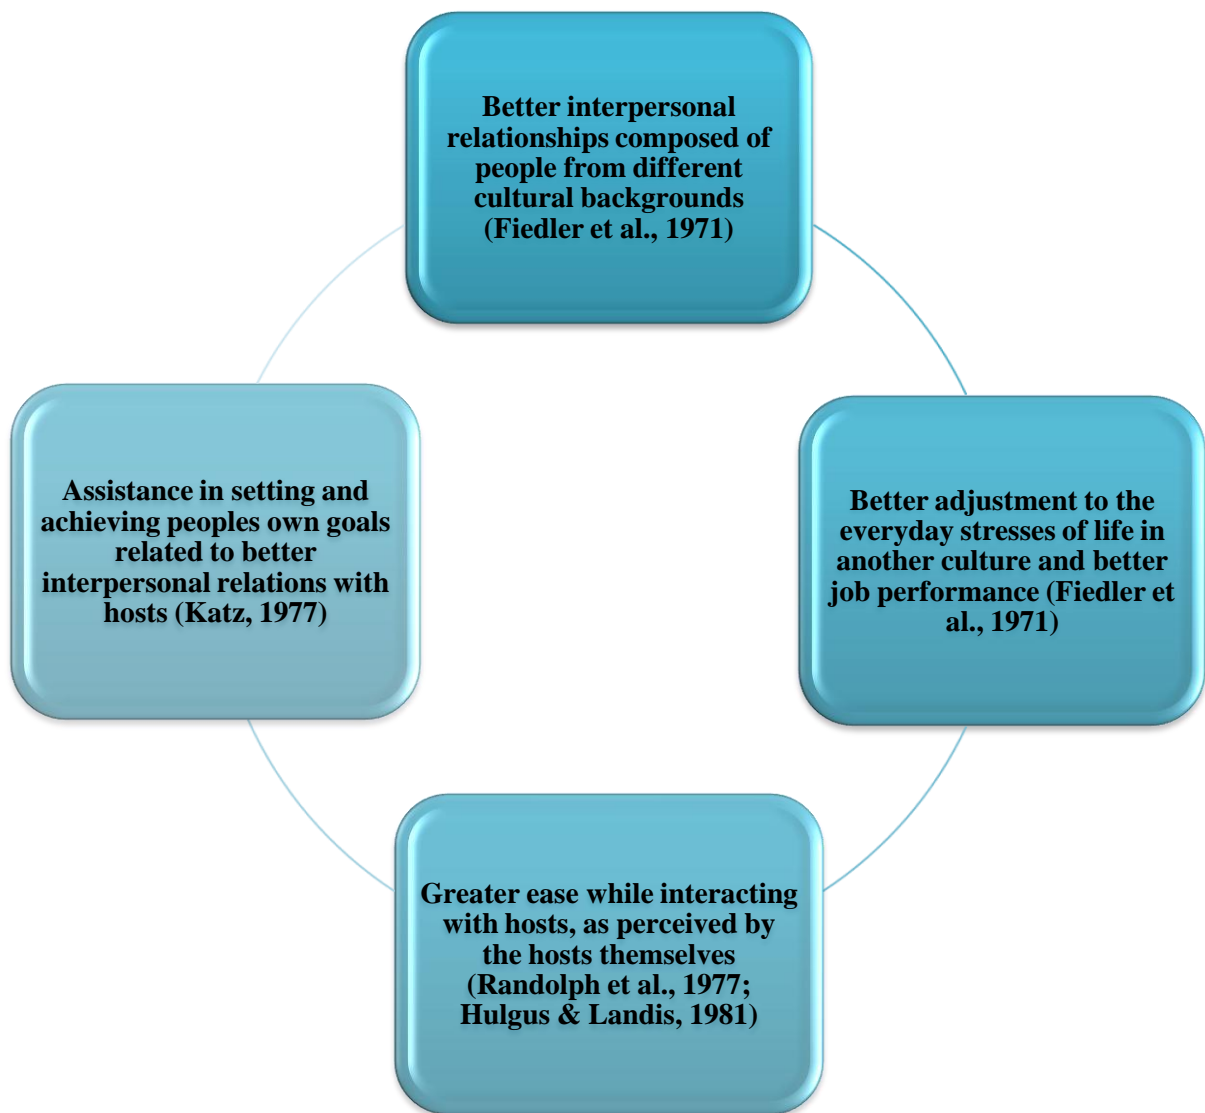 Better interpersonal
relationships composed of
people from different
cultural backgrounds
(Fiedler et al., 1971)
Better adjustment to the
everyday stresses of life in
another culture and better
job performance (Fiedler et
al., 1971)
Greater ease while interacting
with hosts, as perceived by
the hosts themselves
(Randolph et al., 1977;
Hulgus & Landis, 1981)
Assistance in setting and
achieving peoples own goals
related to better
interpersonal relations with
hosts (Katz, 1977)